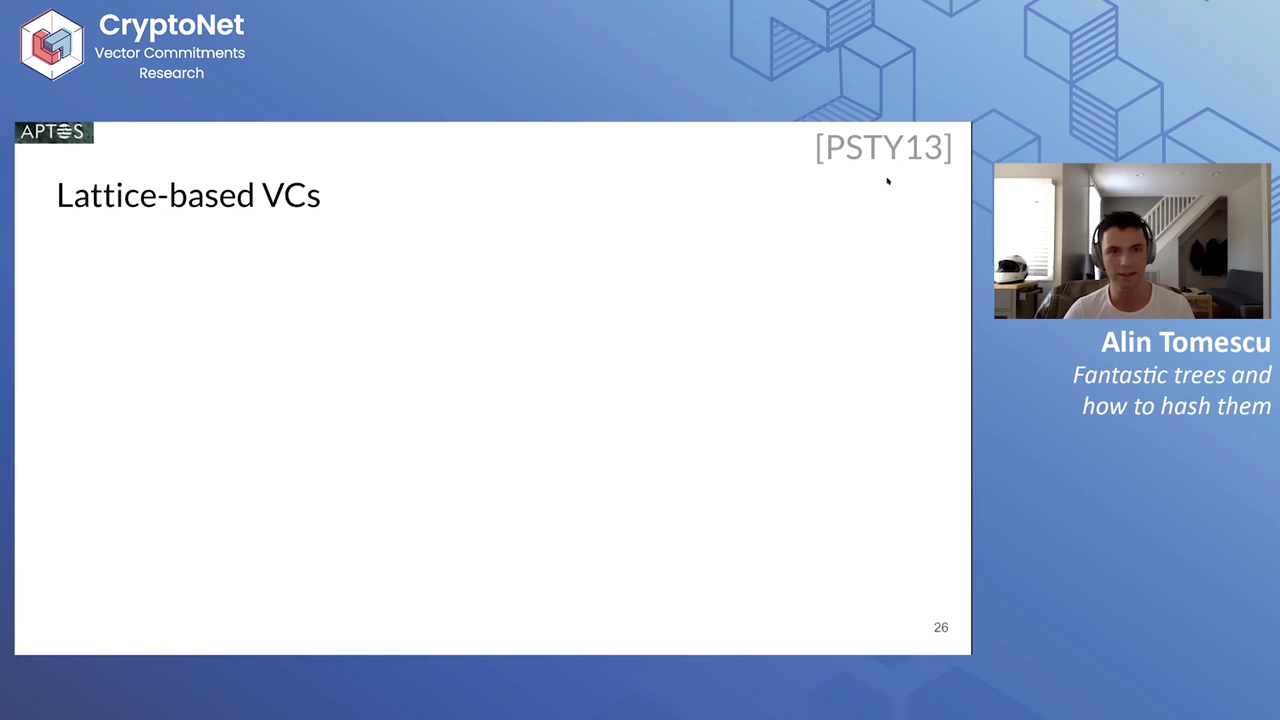 CryptoNet
Vector Commitments
Research
APTOS
[PSTY13]
Lattice-based VCs
26
Alin Tomescu
Fantastic trees and
how to hash them